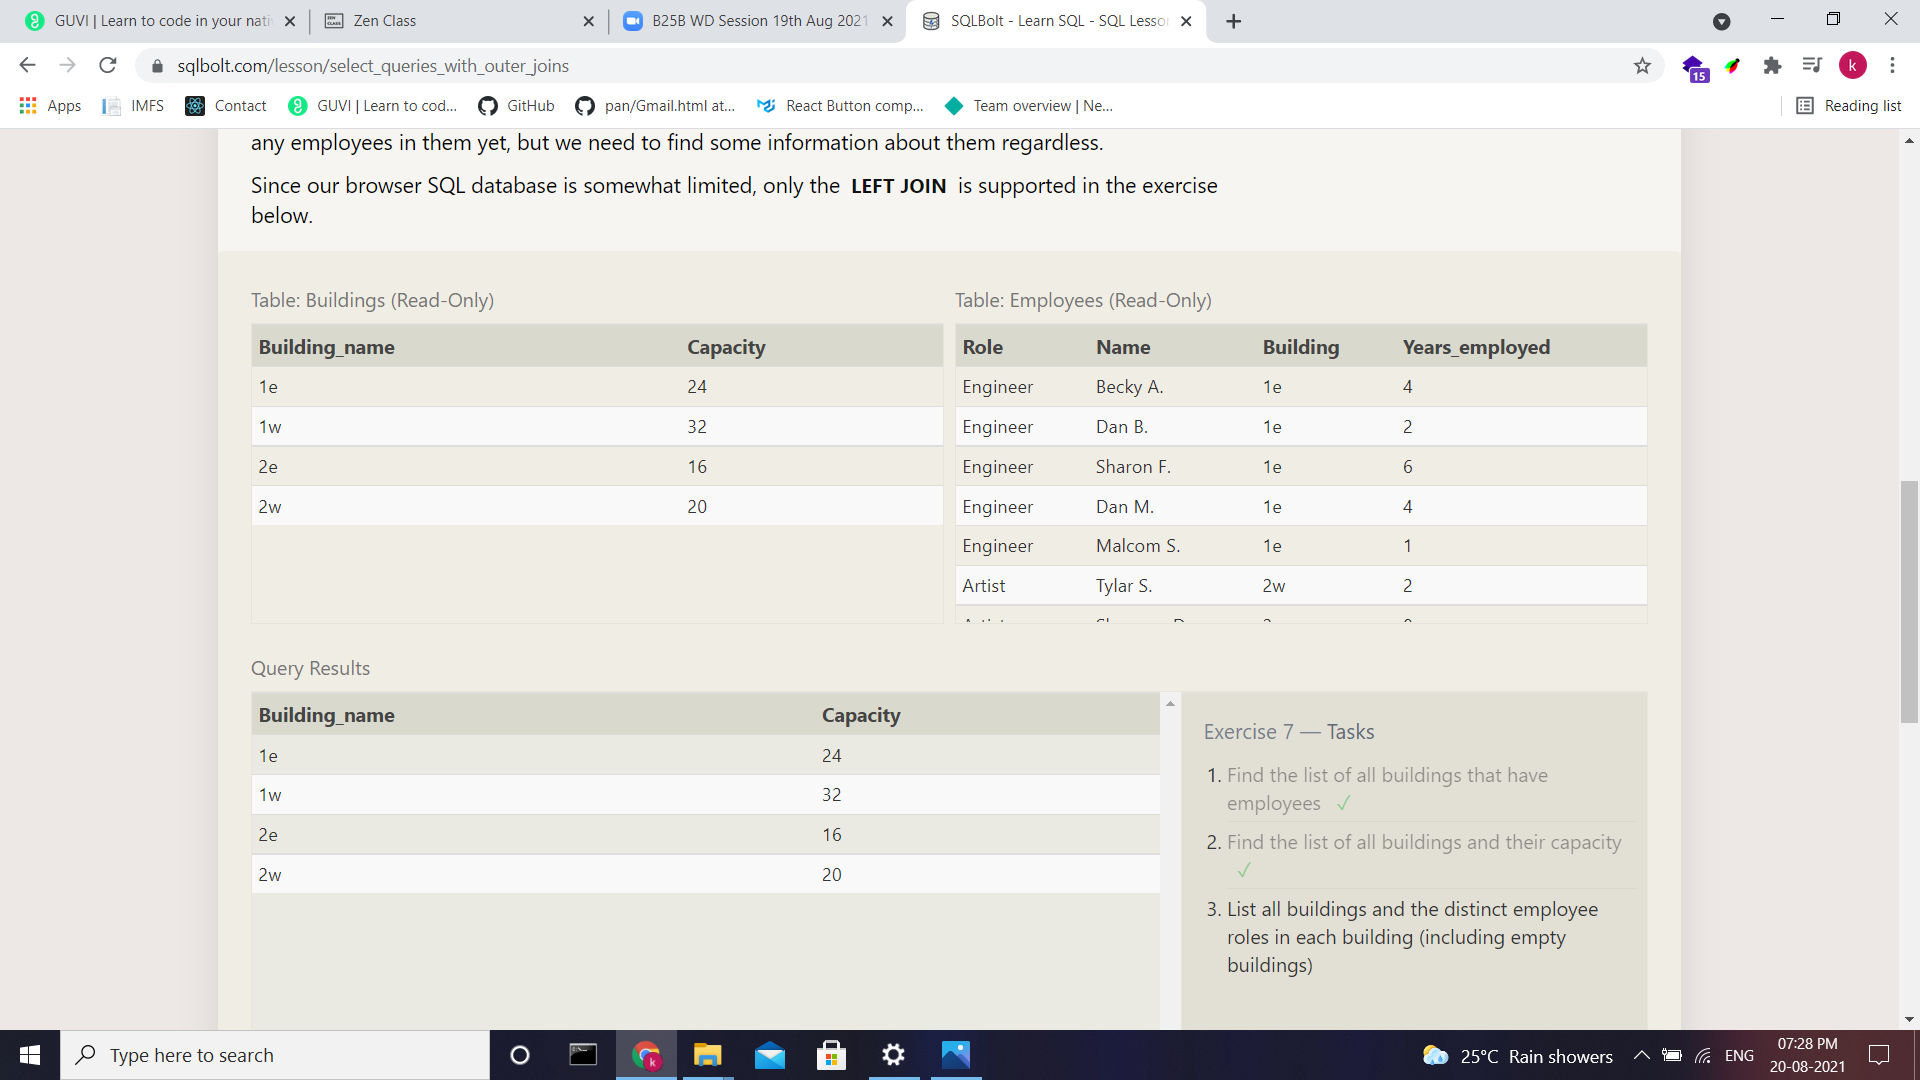 GUVI | Learn to code in your nati
Zen Class
B25B WD Session 19th Aug 2021
SQLBolt - Learn SQL - SQL Lesson
sqlbolt.com/lesson/select_queries_with_outer_joins
15
k
Apps
IMFS
Contact
GUVI | Learn to cod...
GitHub
pan/Gmail.html at...
React Button comp...
Team overview | Ne...
Reading list
any employees in them yet, but we need to find some information about them regardless.
Since our browser SQL database is somewhat limited, only the LEFT JOIN is supported in the exercise
below.
Table: Buildings (Read-Only)
Building_name Capacity
1e 24
1w 32
2e 16
2w 20
Table: Employees (Read-Only)
Role Name Building Years_employed
Engineer Becky A. 1e 4
Engineer Dan B. 1e 2
Engineer Sharon F. 1e 6
Engineer Dan M. 1e 4
Engineer Malcom S. 1e 1
Artist Tylar S. 2w 2
Query Results
Building_name Capacity
1e 24
1w 32
2e 16
2w 20
Exercise 7 — Tasks
1. Find the list of all buildings that have
employees ✓
2. Find the list of all buildings and their capacity
✓
3. List all buildings and the distinct employee
roles in each building (including empty
buildings)
Type here to search
25°C Rain showers
ENG
07:28 PM
20-08-2021